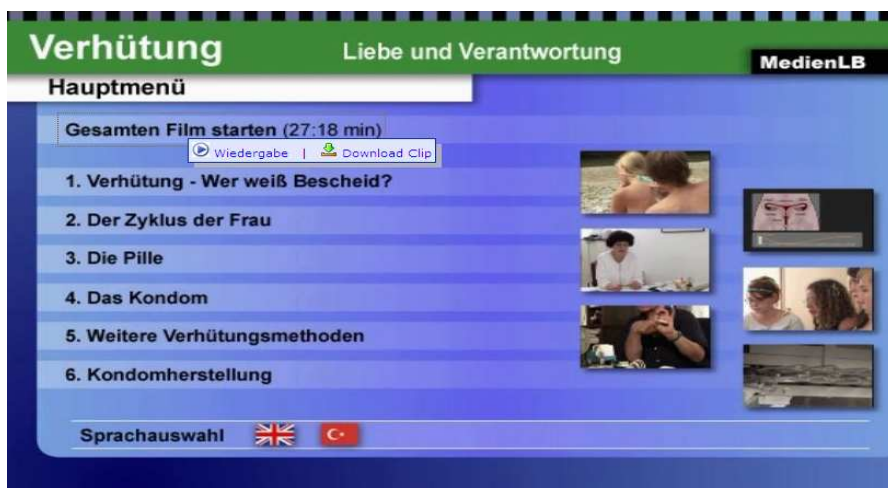 Verhütung
Liebe und Verantwortung
MedienLB
Hauptmenü
Gesamten Film starten (27:18 min)
Wiedergabe | Download Clip
1. Verhütung - Wer weiß Bescheid?
2. Der Zyklus der Frau
3. Die Pille
4. Das Kondom
5. Weitere Verhütungsmethoden
6. Kondomherstellung
Sprachauswahl